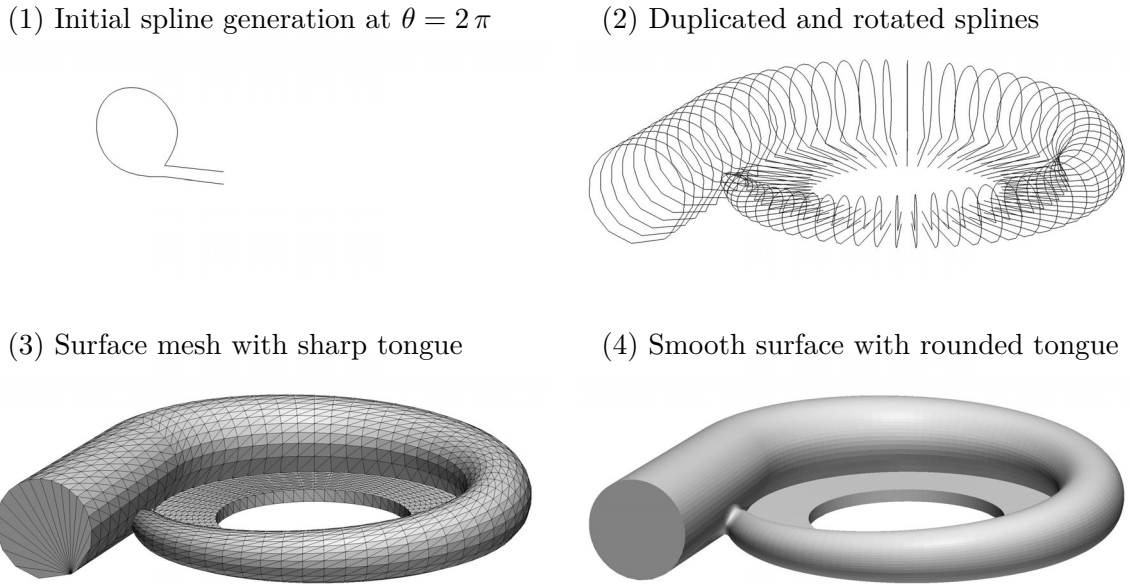 (1) Initial spline generation at θ = 2 π
(2) Duplicated and rotated splines
(3) Surface mesh with sharp tongue
(4) Smooth surface with rounded tongue